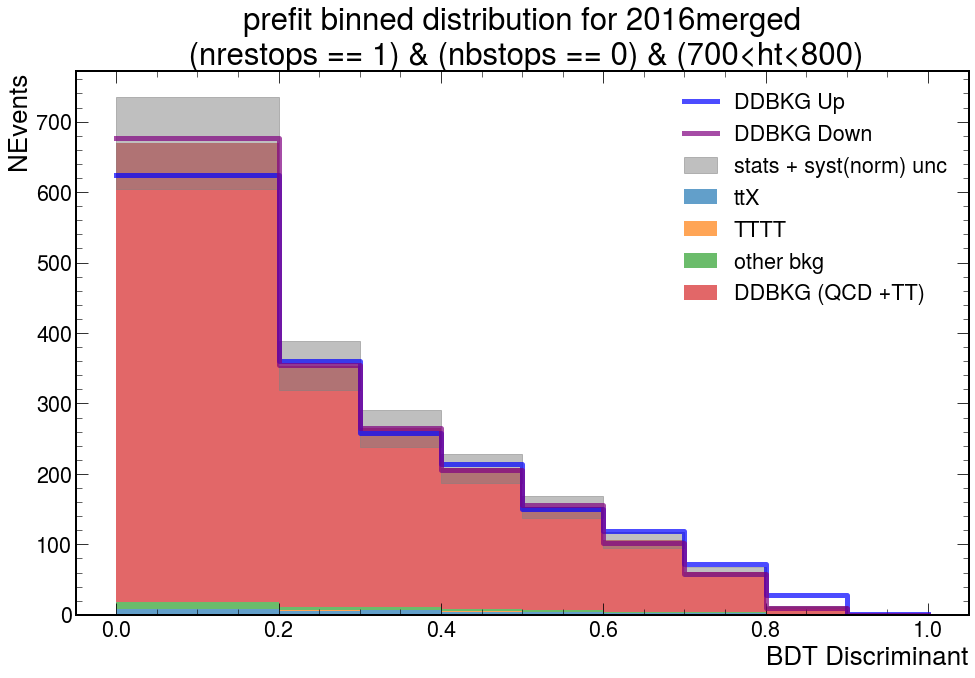 prefit binned distribution for 2016merged
(nrestops == 1) & (nbstops == 0) & (700<ht<800)
NEvents
700
600
500
400
300
200
100
0
DDBKG Up
DDBKG Down
stats + syst(norm) unc
ttX
TTTT
other bkg
DDBKG (QCD +TT)
0.0 0.2 0.4 0.6 0.8 1.0
BDT Discriminant